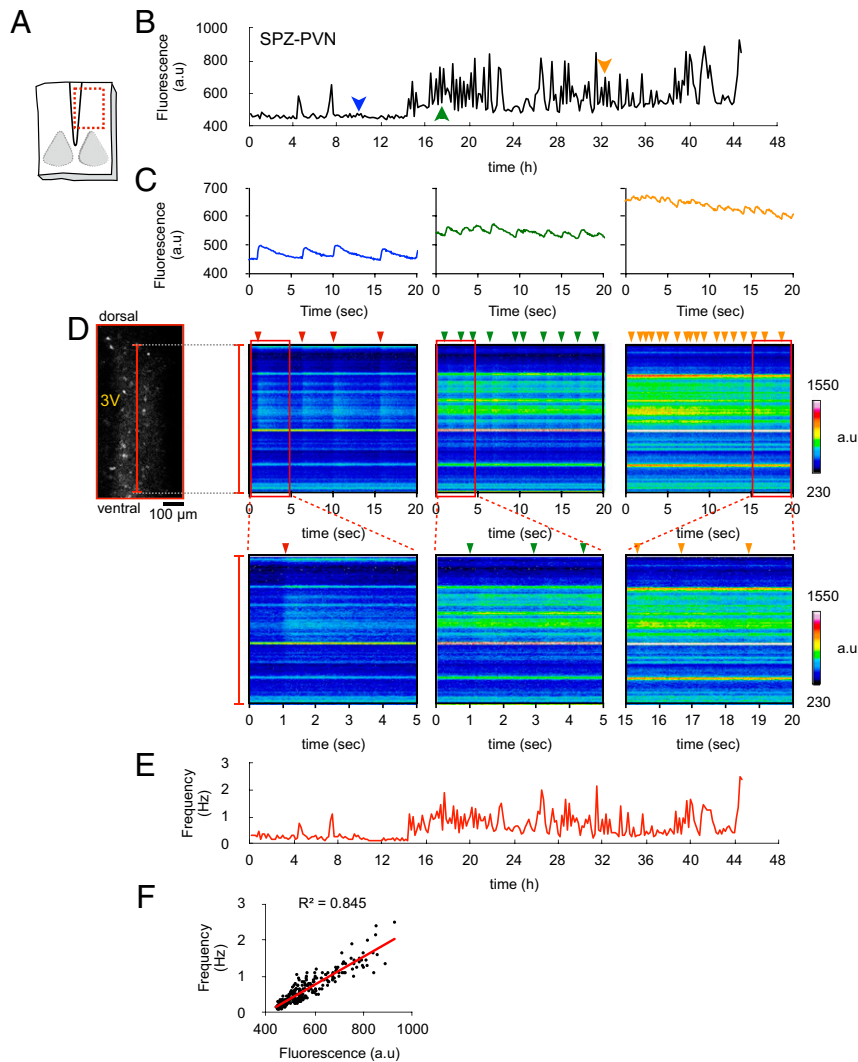 A
B
SPZ-PVN
Fluorescence
(a.u)
1000
800
600
400
0 4 8 12 16 20 24 28 32 36 40 44 48
time (h)
C
Fluorescence
(a.u)
700
600
500
400
0 5 10 15 20
0 5 10 15 20
0 5 10 15 20
Time (sec)
Time (sec)
Time (sec)
D
dorsal
3V
ventral
100 µm
0 5 10 15 20
0 5 10 15 20
0 5 10 15 20
time (sec)
time (sec)
time (sec)
1550
a.u
230
0 1 2 3 4 5
0 1 2 3 4 5
15 16 17 18 19 20
time (sec)
time (sec)
time (sec)
1550
a.u
230
E
Frequency
(Hz)
3
2
1
0
0 4 8 12 16 20 24 28 32 36 40 44 48
time (h)
F
R² = 0.845
Frequency
(Hz)
3
2
1
0
400 600 800 1000
Fluorescence (a.u)